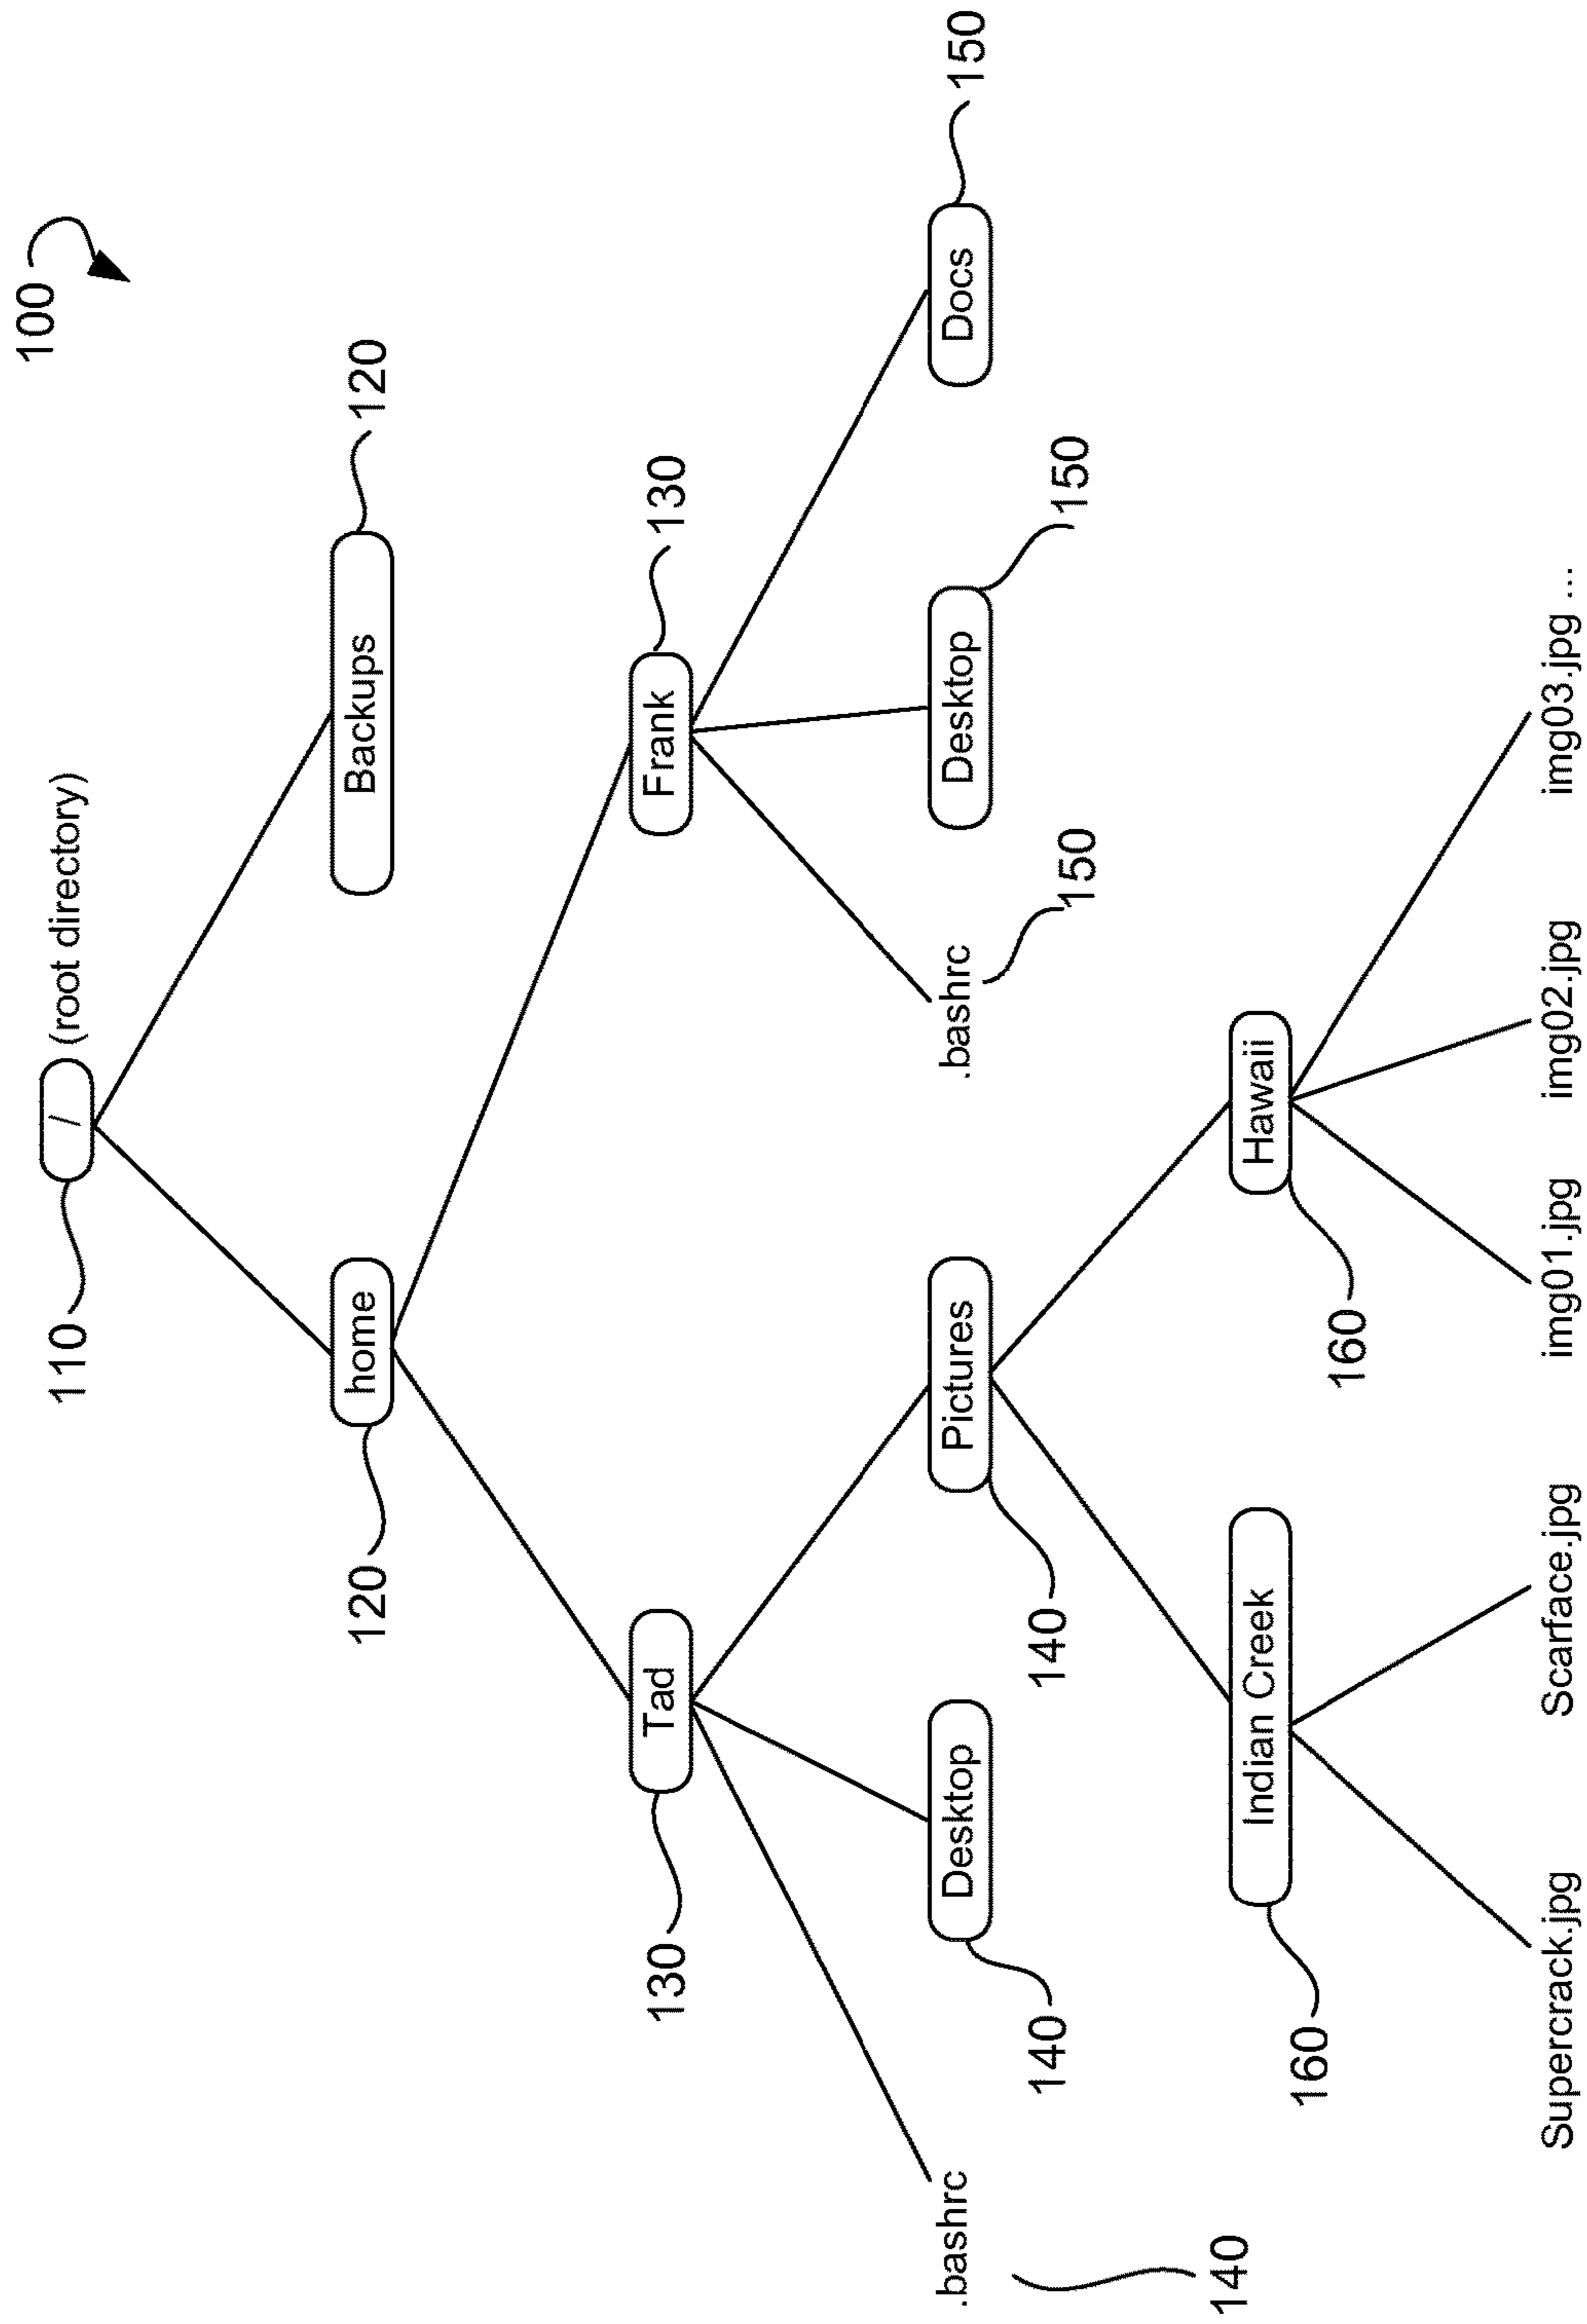 100
110
/ (root directory)
120
home
Backups
120
130
Tad
Frank
130
.bashrc
Desktop
Pictures
.bashrc
Desktop
Docs
150
140
140
140
150
150
160
Indian Creek
Hawaii
160
Supercrack.jpg
Scarface.jpg
img01.jpg
img02.jpg
img03.jpg ...